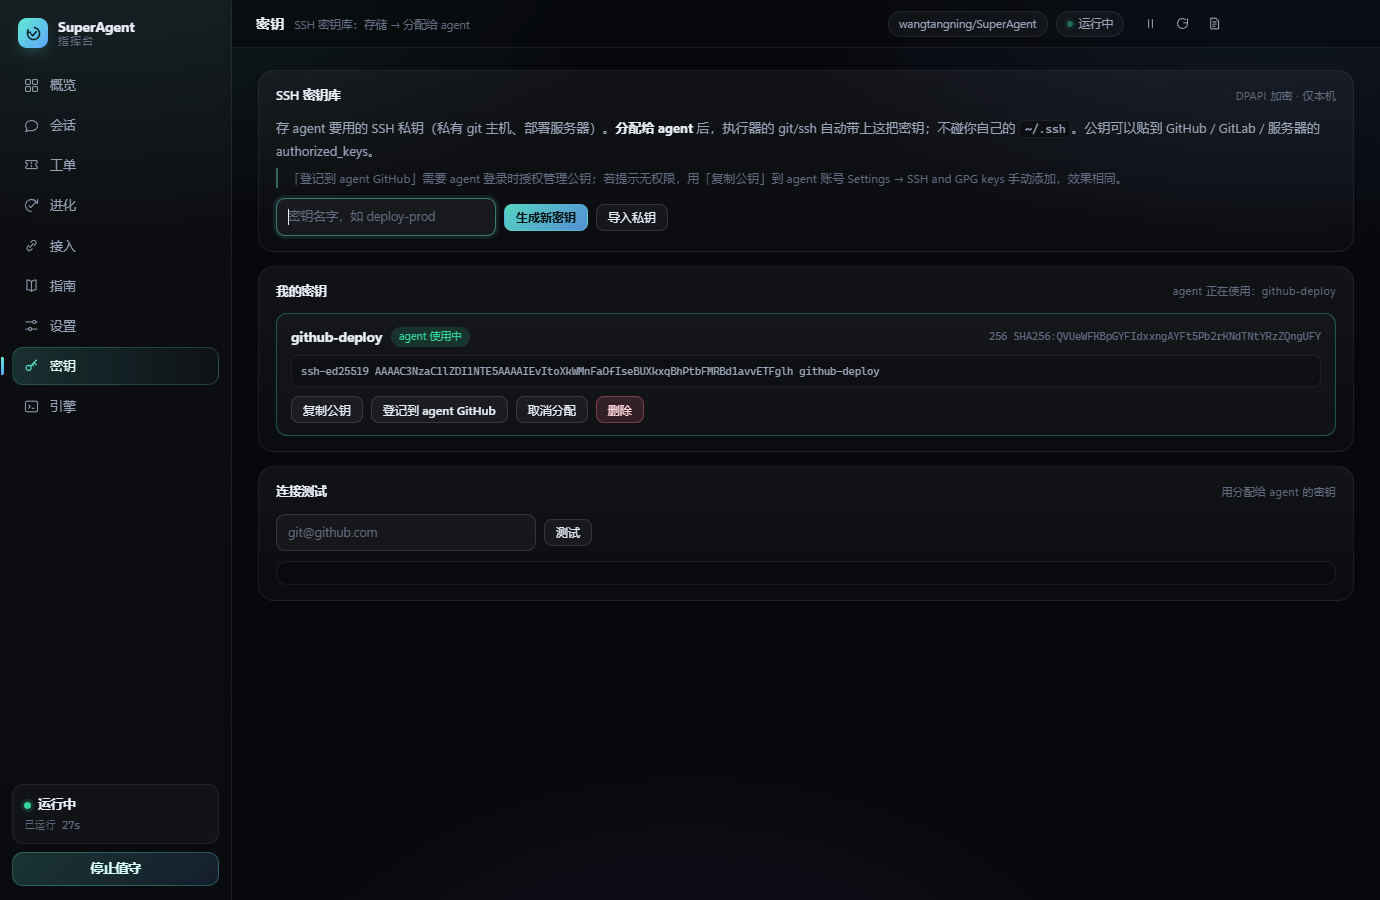 SuperAgent
指挥台
概览
会话
工单
进化
接入
指南
设置
密钥
引擎
运行中
已运行 27s
停止值守
密钥 SSH 密钥库：存储 → 分配给 agent
wangtangning/SuperAgent
运行中
SSH 密钥库
DPAPI 加密 · 仅本机
存 agent 要用的 SSH 私钥（私有 git 主机、部署服务器）。分配给 agent 后，执行器的 git/ssh 自动带上这把密钥；不碰你自己的 ~/.ssh 。公钥可以贴到 GitHub / GitLab / 服务器的
authorized_keys。
「登记到 agent GitHub」需要 agent 登录时授权管理公钥；若提示无权限，用「复制公钥」到 agent 账号 Settings → SSH and GPG keys 手动添加，效果相同。
密钥名字，如 deploy-prod
生成新密钥
导入私钥
我的密钥
agent 正在使用：github-deploy
github-deploy agent 使用中
256 SHA256:QVUeWFKBpGYFIdxxngAYFt5Pb2rKNdTNtYRzZQngUFY
ssh-ed25519 AAAAC3NzaC1lZDI1NTE5AAAAIEvItoXkWMnFaOfIseBUXkxqBhPtbFMRBd1avvETFglh github-deploy
复制公钥
登记到 agent GitHub
取消分配
删除
连接测试
用分配给 agent 的密钥
git@github.com
测试